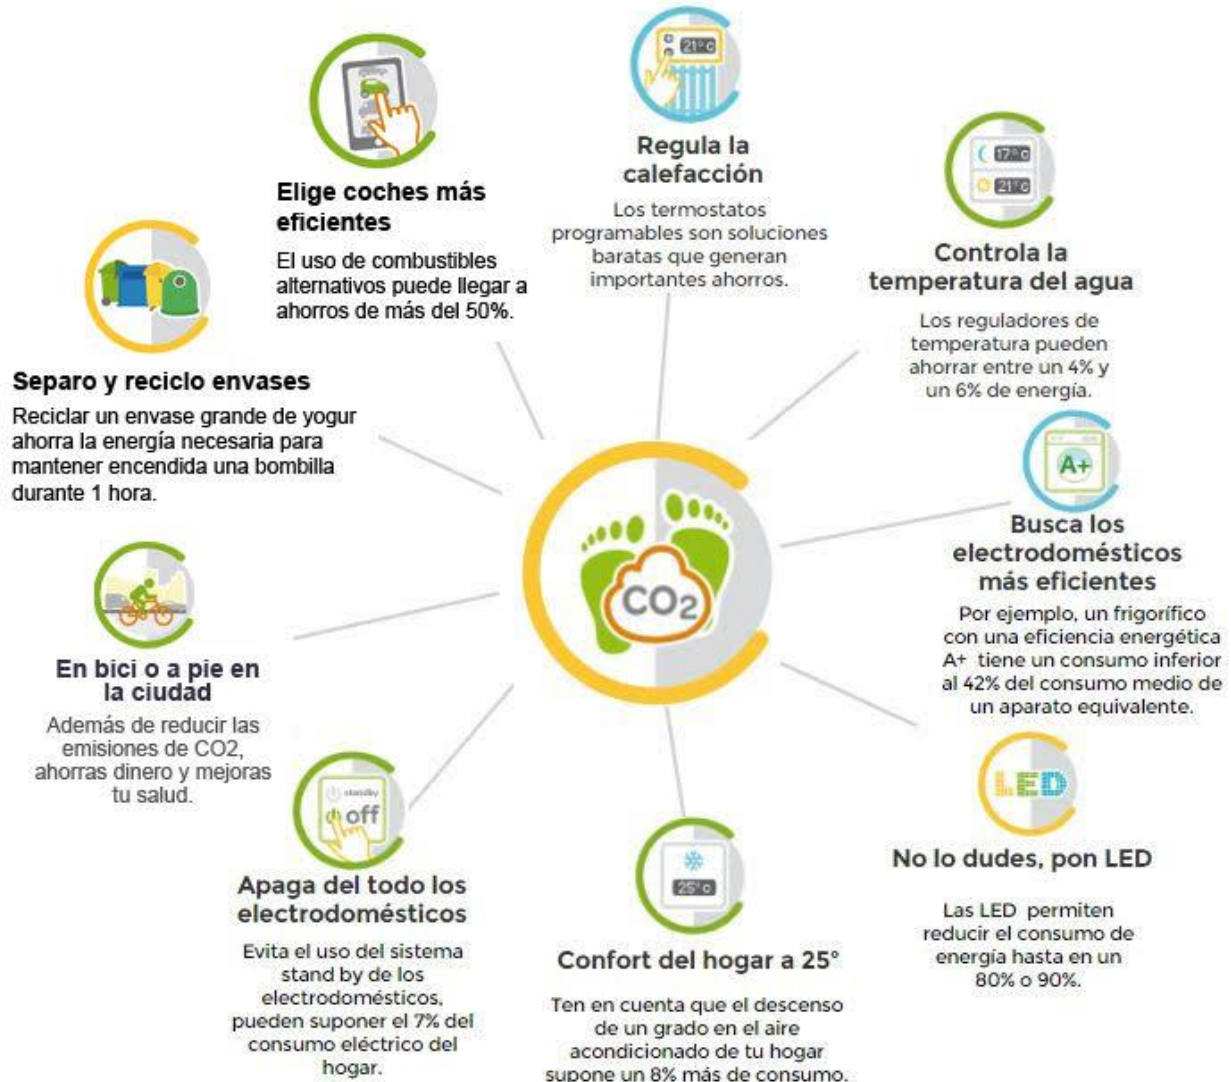 21°c
Regula la
calefacción
Los termostatos
programables son soluciones
baratas que generan
importantes ahorros.
Elige coches más
eficientes
El uso de combustibles
alternativos puede llegar a
ahorros de más del 50%.
17°c
21°c
Controla la
temperatura del agua
Los reguladores de
temperatura pueden
ahorrar entre un 4% y
un 6% de energía.
Separo y reciclo envases
Reciclar un envase grande de yogur
ahorra la energía necesaria para
mantener encendida una bombilla
durante 1 hora.
A+
Busca los
electrodomésticos
más eficientes
Por ejemplo, un frigorífico
con una eficiencia energética
A+ tiene un consumo inferior
al 42% del consumo medio de
un aparato equivalente.
CO2
En bici o a pie en
la ciudad
Además de reducir las
emisiones de CO2,
ahorras dinero y mejoras
tu salud.
LED
No lo dudes, pon LED
Las LED permiten
reducir el consumo de
energía hasta en un
80% o 90%.
standby
off
Apaga del todo los
electrodomésticos
Evita el uso del sistema
stand by de los
electrodomésticos,
pueden suponer el 7% del
consumo eléctrico del
hogar.
25°c
Confort del hogar a 25°
Ten en cuenta que el descenso
de un grado en el aire
acondicionado de tu hogar
supone un 8% más de consumo.